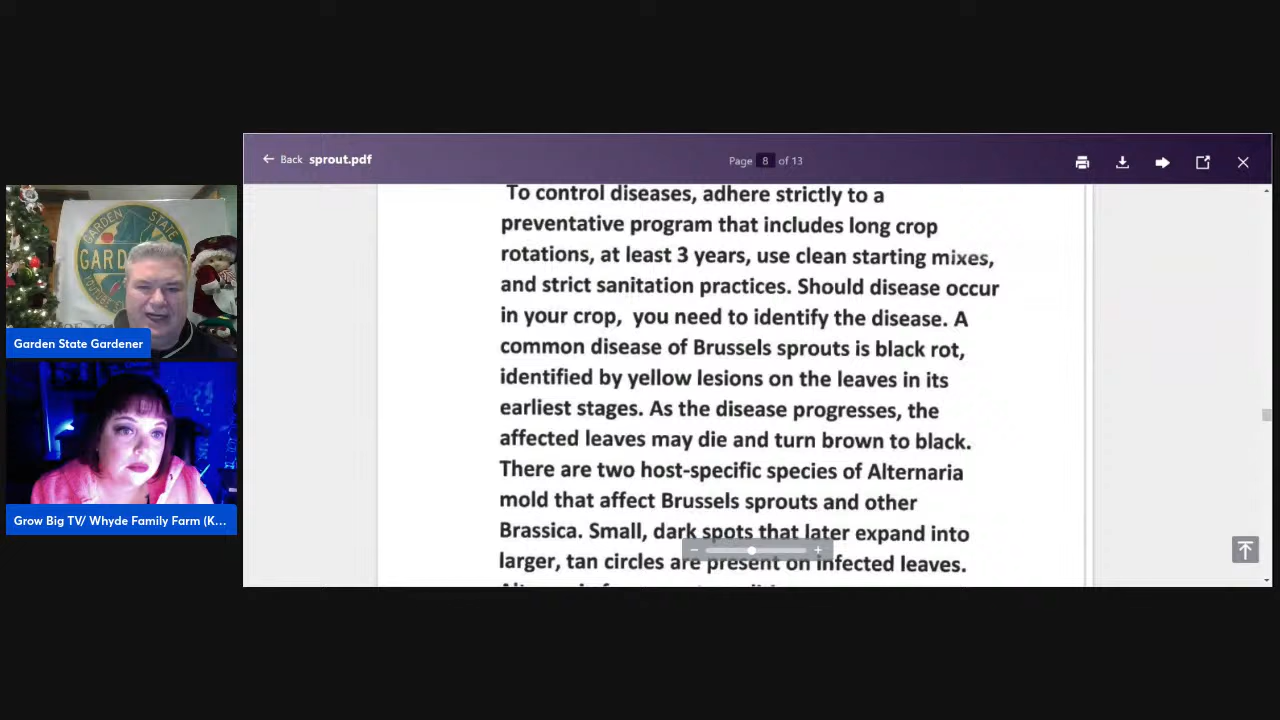 Back sprout.pdf
Page 8 of 13
To control diseases, adhere strictly to a
preventative program that includes long crop
rotations, at least 3 years, use clean starting mixes,
and strict sanitation practices. Should disease occur
in your crop, you need to identify the disease. A
common disease of Brussels sprouts is black rot,
identified by yellow lesions on the leaves in its
earliest stages. As the disease progresses, the
affected leaves may die and turn brown to black.
There are two host-specific species of Alternaria
mold that affect Brussels sprouts and other
Brassica. Small, dark spots that later expand into
larger, tan circles are present on infected leaves.
GARDEN STATE
GARD
Garden State Gardener
Grow Big TV/ Whyde Family Farm (K...